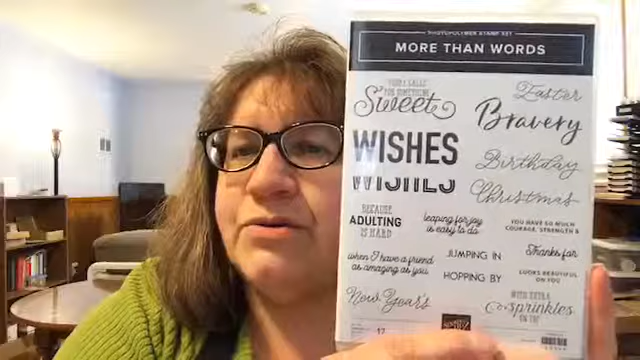 PHOTOPOLYMER STAMP SET
MORE THAN WORDS
SOMETHING
Sweet
Easter
Bravery
WISHES
WISHES
Birthday
Christmas
BECAUSE
ADULTING
IS HARD
leaping for joy
is easy to do
YOU HAVE SO MUCH
COURAGE, STRENGTH &
when I have a friend
as amazing as you
JUMPING IN
Thanks for
HOPPING BY
LOOKS BEAUTIFUL
ON YOU
New Year's
WITH EXTRA
sprinkles
ON TOP
17